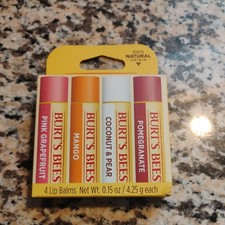 100%
NATURAL
ORIGIN
PINK GRAPEFRUIT
BURT'S BEES
MANGO
BURT'S BEES
COCONUT & PEAR
BURT'S BEES
POMEGRANATE
BURT'S BEES
4 Lip Balms Net Wt. 0.15 oz / 4.25 g each